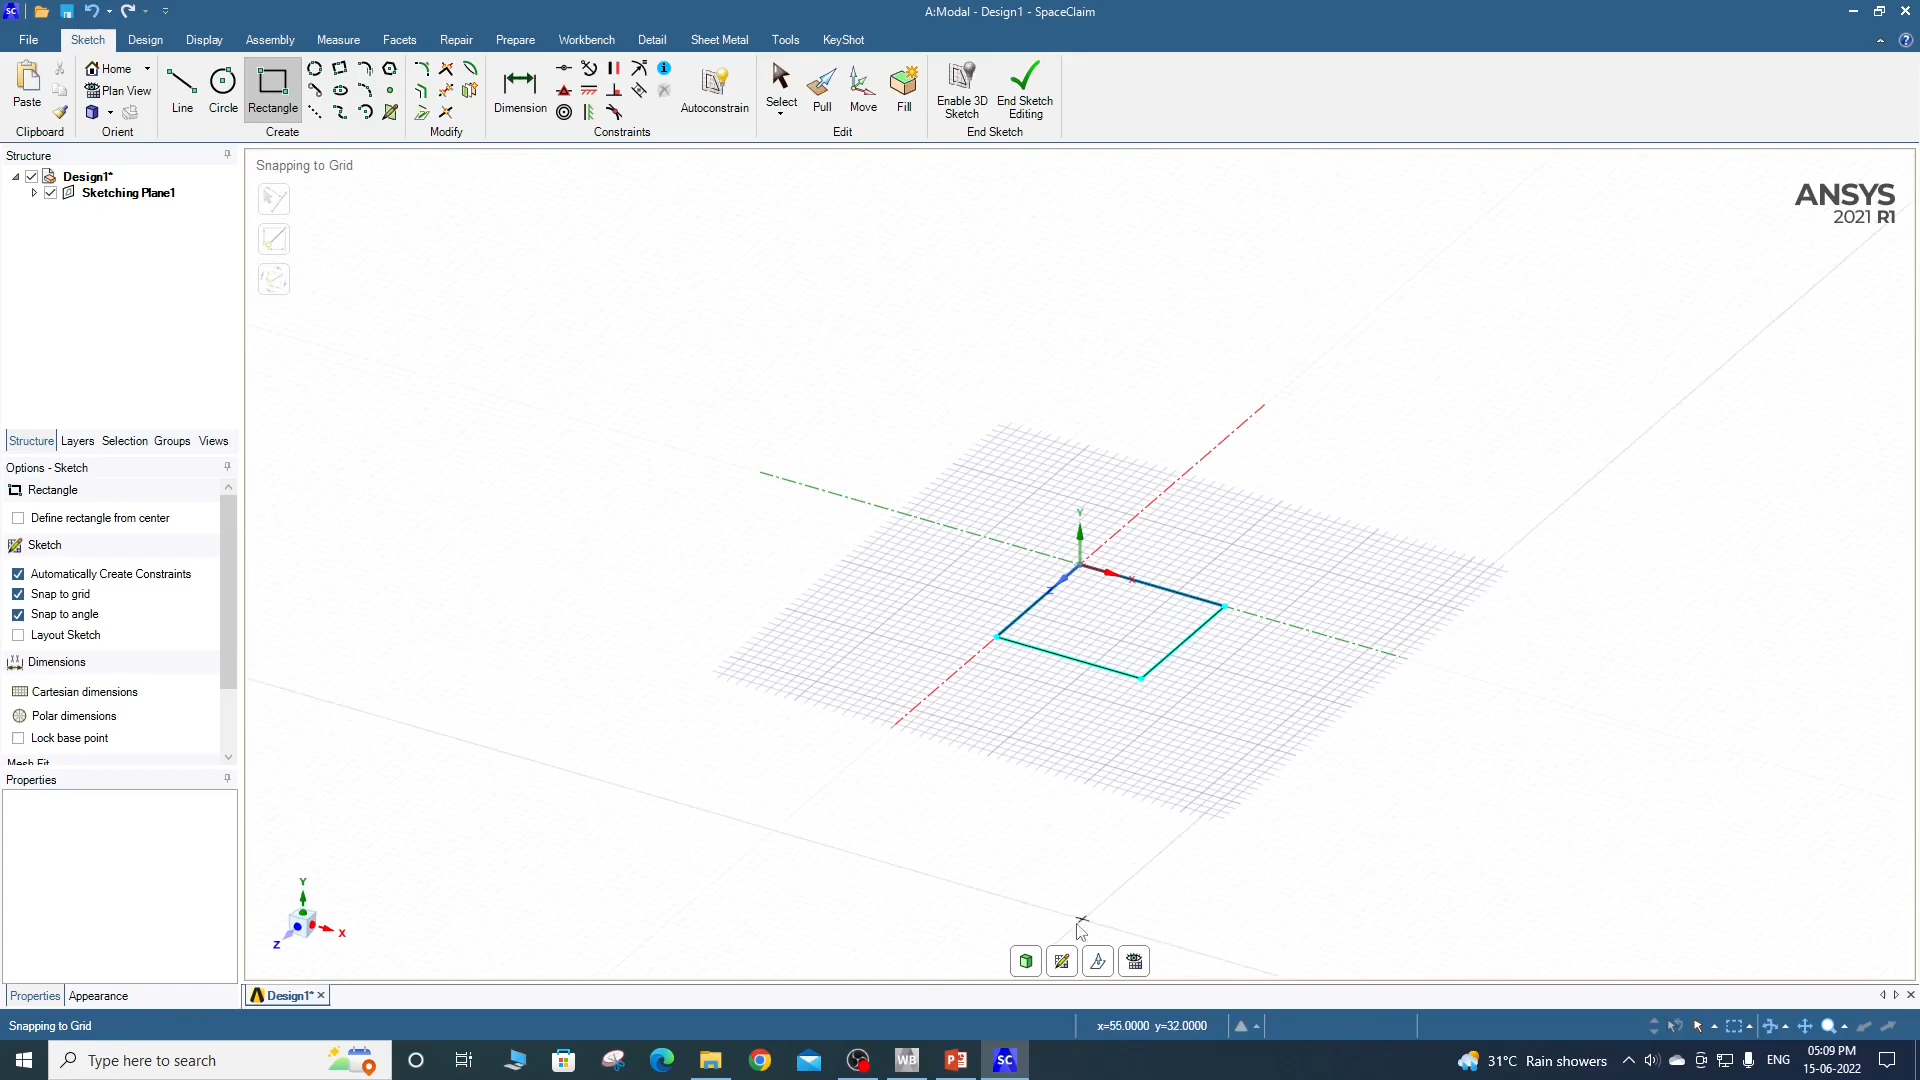 A:Modal - Design1 - SpaceClaim
File Sketch Design Display Assembly Measure Facets Repair Prepare Workbench Detail Sheet Metal Tools KeyShot
Paste
Home
Plan View
Line Circle Rectangle
Dimension
Autoconstrain
Select Pull Move Fill
Enable 3D Sketch
End Sketch Editing
Clipboard Orient Create Modify Constraints Edit End Sketch
Structure
Design1*
Sketching Plane1
Structure Layers Selection Groups Views
Options - Sketch
Rectangle
Define rectangle from center
Sketch
Automatically Create Constraints
Snap to grid
Snap to angle
Layout Sketch
Dimensions
Cartesian dimensions
Polar dimensions
Lock base point
Mesh Fit
Properties
Properties Appearance
Snapping to Grid
ANSYS
2021 R1
Y
X
Z
Y
X
Z
Design1*
Snapping to Grid
x=55.0000 y=32.0000
Type here to search
WB
SC
31°C Rain showers
ENG
05:09 PM
15-06-2022